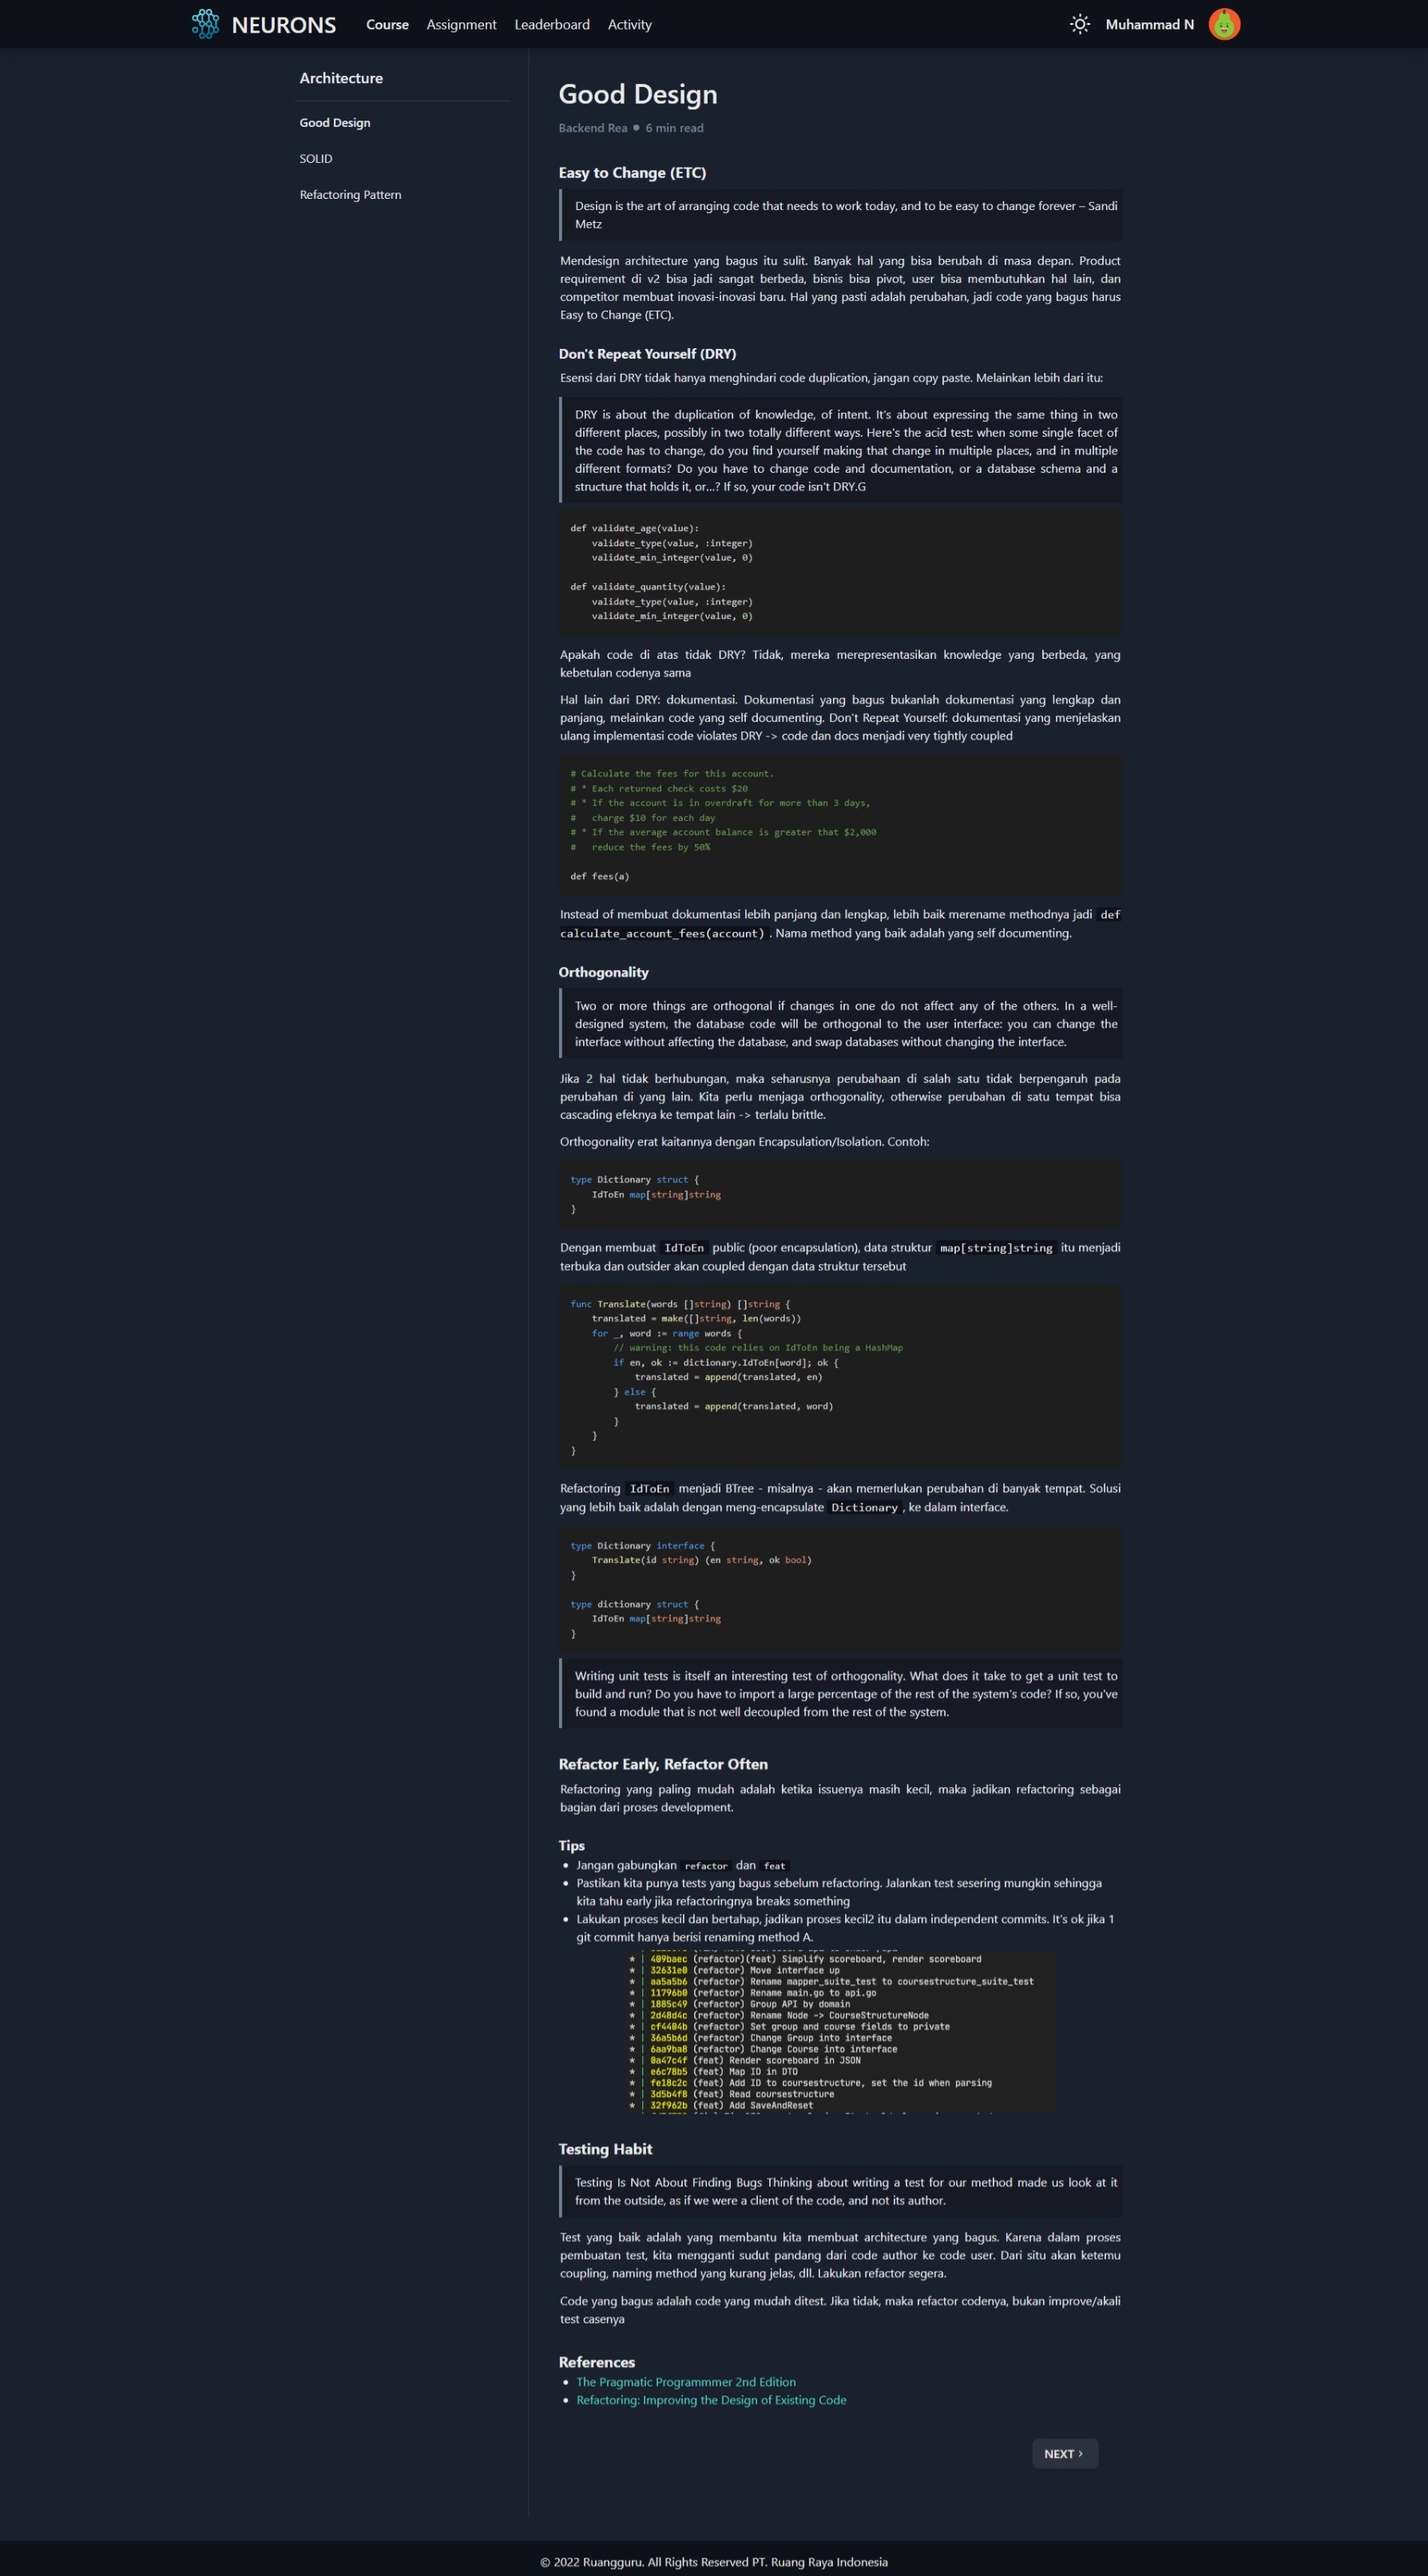 NEURONS
Course
Assignment
Leaderboard
Activity
Muhammad N
Architecture
Good Design
SOLID
Refactoring Pattern
Good Design
Backend Rea ● 6 min read
Easy to Change (ETC)
Design is the art of arranging code that needs to work today, and to be easy to change forever – Sandi
Metz
Mendesign architecture yang bagus itu sulit. Banyak hal yang bisa berubah di masa depan. Product
requirement di v2 bisa jadi sangat berbeda, bisnis bisa pivot, user bisa membutuhkan hal lain, dan
competitor membuat inovasi-inovasi baru. Hal yang pasti adalah perubahan, jadi code yang bagus harus
Easy to Change (ETC).
Don't Repeat Yourself (DRY)
Esensi dari DRY tidak hanya menghindari code duplication, jangan copy paste. Melainkan lebih dari itu:
DRY is about the duplication of knowledge, of intent. It's about expressing the same thing in two
different places, possibly in two totally different ways. Here's the acid test: when some single facet of
the code has to change, do you find yourself making that change in multiple places, and in multiple
different formats? Do you have to change code and documentation, or a database schema and a
structure that holds it, or...? If so, your code isn't DRY.G
def validate_age(value):
    validate_type(value, :integer)
    validate_min_integer(value, 0)
def validate_quantity(value):
    validate_type(value, :integer)
    validate_min_integer(value, 0)
Apakah code di atas tidak DRY? Tidak, mereka merepresentasikan knowledge yang berbeda, yang
kebetulan codenya sama
Hal lain dari DRY: dokumentasi. Dokumentasi yang bagus bukanlah dokumentasi yang lengkap dan
panjang, melainkan code yang self documenting. Don't Repeat Yourself: dokumentasi yang menjelaskan
ulang implementasi code violates DRY -> code dan docs menjadi very tightly coupled
# Calculate the fees for this account.
# * Each returned check costs $20
# * If the account is in overdraft for more than 3 days,
#   charge $10 for each day
# * If the average account balance is greater that $2,000
#   reduce the fees by 50%
def fees(a)
Instead of membuat dokumentasi lebih panjang dan lengkap, lebih baik merename methodnya jadi def
calculate_account_fees(account) . Nama method yang baik adalah yang self documenting.
Orthogonality
Two or more things are orthogonal if changes in one do not affect any of the others. In a well-
designed system, the database code will be orthogonal to the user interface: you can change the
interface without affecting the database, and swap databases without changing the interface.
Jika 2 hal tidak berhubungan, maka seharusnya perubahaan di salah satu tidak berpengaruh pada
perubahan di yang lain. Kita perlu menjaga orthogonality, otherwise perubahan di satu tempat bisa
cascading efeknya ke tempat lain -> terlalu brittle.
Orthogonality erat kaitannya dengan Encapsulation/Isolation. Contoh:
type Dictionary struct {
    IdToEn map[string]string
}
Dengan membuat IdToEn public (poor encapsulation), data struktur map[string]string itu menjadi
terbuka dan outsider akan coupled dengan data struktur tersebut
func Translate(words []string) []string {
    translated = make([]string, len(words))
    for _, word := range words {
        // warning: this code relies on IdToEn being a HashMap
        if en, ok := dictionary.IdToEn[word]; ok {
            translated = append(translated, en)
        } else {
            translated = append(translated, word)
        }
    }
}
Refactoring IdToEn menjadi BTree - misalnya - akan memerlukan perubahan di banyak tempat. Solusi
yang lebih baik adalah dengan meng-encapsulate Dictionary , ke dalam interface.
type Dictionary interface {
    Translate(id string) (en string, ok bool)
}
type dictionary struct {
    IdToEn map[string]string
}
Writing unit tests is itself an interesting test of orthogonality. What does it take to get a unit test to
build and run? Do you have to import a large percentage of the rest of the system's code? If so, you've
found a module that is not well decoupled from the rest of the system.
Refactor Early, Refactor Often
Refactoring yang paling mudah adalah ketika issuenya masih kecil, maka jadikan refactoring sebagai
bagian dari proses development.
Tips
• Jangan gabungkan refactor dan feat
• Pastikan kita punya tests yang bagus sebelum refactoring. Jalankan test sesering mungkin sehingga
kita tahu early jika refactoringnya breaks something
• Lakukan proses kecil dan bertahap, jadikan proses kecil2 itu dalam independent commits. It's ok jika 1
git commit hanya berisi renaming method A.
* | 409baec (refactor)(feat) Simplify scoreboard, render scoreboard
* | 32631e0 (refactor) Move interface up
* | aa5a5b6 (refactor) Rename mapper_suite_test to coursestructure_suite_test
* | 11796b0 (refactor) Rename main.go to api.go
* | 1885c49 (refactor) Group API by domain
* | 2d48d4c (refactor) Rename Node -> CourseStructureNode
* | cf4404b (refactor) Set group and course fields to private
* | 36a5b6d (refactor) Change Group into interface
* | 6aa9ba8 (refactor) Change Course into interface
* | 0a47c4f (feat) Render scoreboard in JSON
* | e6c78b5 (feat) Map ID in DTO
* | fe18c2c (feat) Add ID to coursestructure, set the id when parsing
* | 3d5b4f8 (feat) Read coursestructure
* | 32f962b (feat) Add SaveAndReset
Testing Habit
Testing Is Not About Finding Bugs Thinking about writing a test for our method made us look at it
from the outside, as if we were a client of the code, and not its author.
Test yang baik adalah yang membantu kita membuat architecture yang bagus. Karena dalam proses
pembuatan test, kita mengganti sudut pandang dari code author ke code user. Dari situ akan ketemu
coupling, naming method yang kurang jelas, dll. Lakukan refactor segera.
Code yang bagus adalah code yang mudah ditest. Jika tidak, maka refactor codenya, bukan improve/akali
test casenya
References
• The Pragmatic Programmmer 2nd Edition
• Refactoring: Improving the Design of Existing Code
NEXT ›
© 2022 Ruangguru. All Rights Reserved PT. Ruang Raya Indonesia